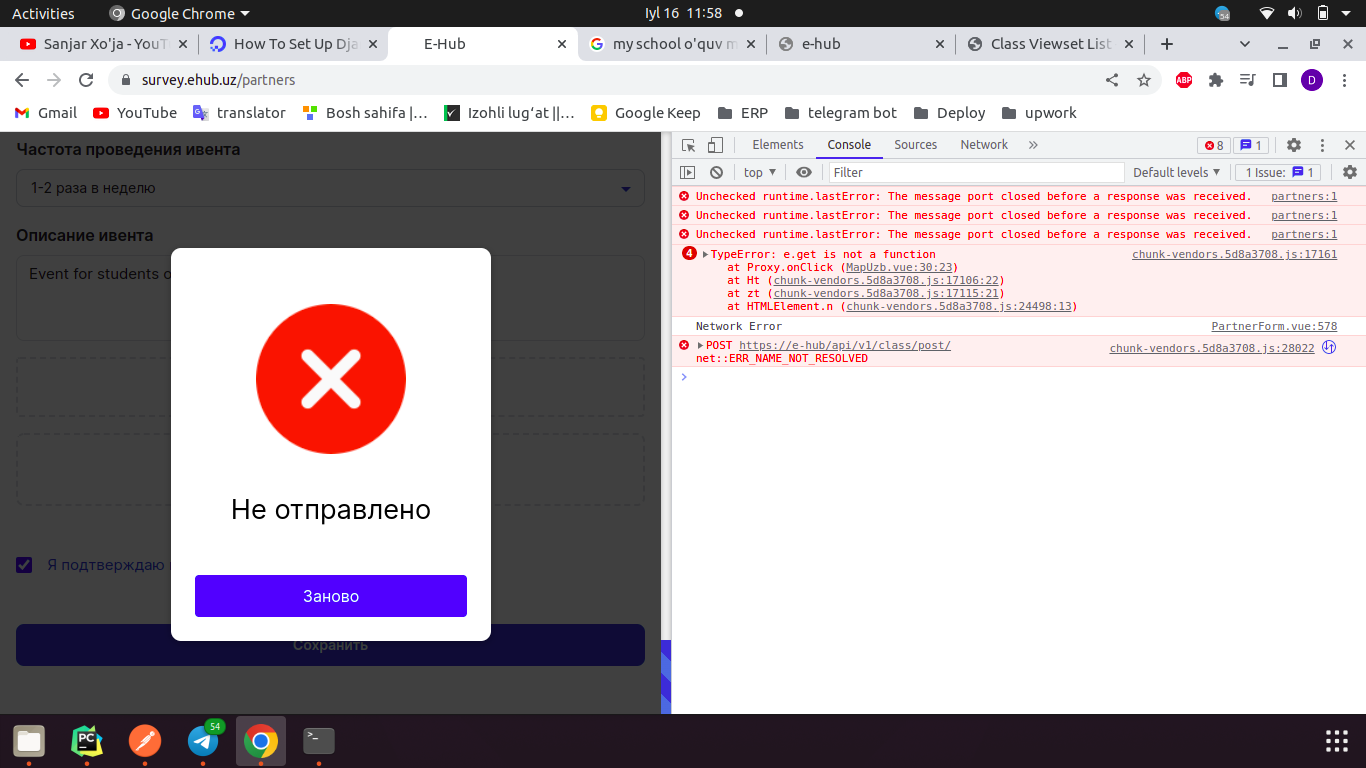 Activities
Google Chrome
Iyl 16 11:58
54
Sanjar Xo'ja - YouT
How To Set Up Dja
E-Hub
my school o'quv m
e-hub
Class Viewset List
survey.ehub.uz/partners
ABP
D
Gmail
YouTube
translator
Bosh sahifa |...
Izohli lugʻat ||...
Google Keep
ERP
telegram bot
Deploy
upwork
Частота проведения ивента
1-2 раза в неделю
Описание ивента
Event for students o
Не отправлено
Я подтверждаю
Заново
Сохранить
Elements
Console
Sources
Network
8
1
top
Filter
Default levels
1 Issue:
1
Unchecked runtime.lastError: The message port closed before a response was received. partners:1
Unchecked runtime.lastError: The message port closed before a response was received. partners:1
Unchecked runtime.lastError: The message port closed before a response was received. partners:1
4 TypeError: e.get is not a function chunk-vendors.5d8a3708.js:17161
at Proxy.onClick (MapUzb.vue:30:23)
at Ht (chunk-vendors.5d8a3708.js:17106:22)
at zt (chunk-vendors.5d8a3708.js:17115:21)
at HTMLElement.n (chunk-vendors.5d8a3708.js:24498:13)
Network Error PartnerForm.vue:578
POST https://e-hub/api/v1/class/post/ chunk-vendors.5d8a3708.js:28022
net::ERR_NAME_NOT_RESOLVED
PC
54